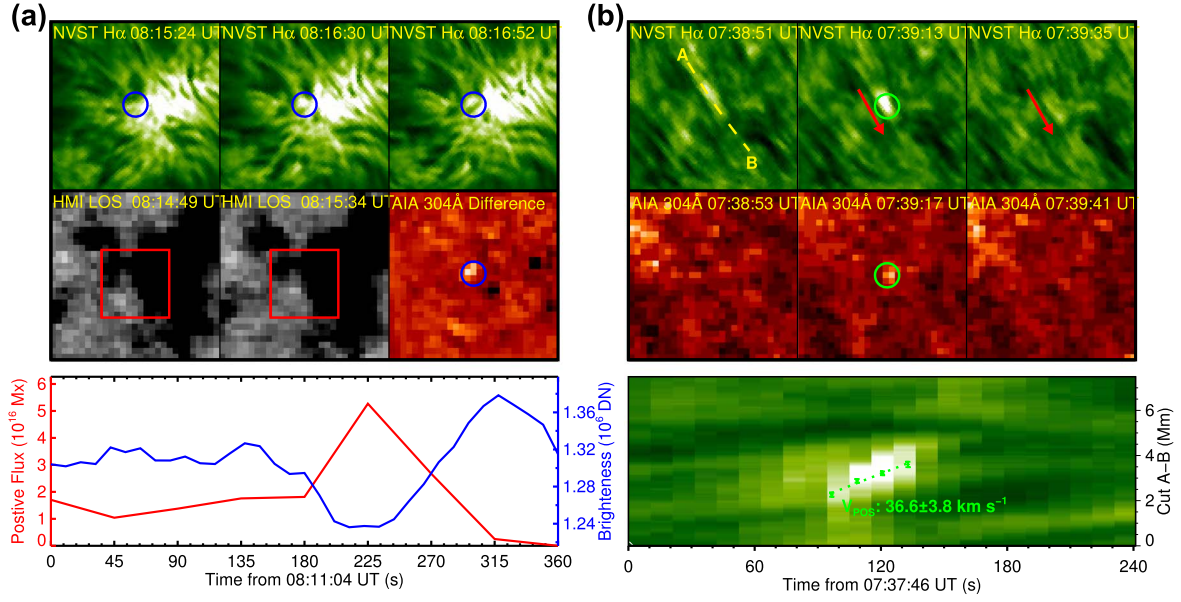 (a)
NVST Hα 08:15:24 UT
NVST Hα 08:16:30 UT
NVST Hα 08:16:52 UT
HMI LOS 08:14:49 UT
HMI LOS 08:15:34 UT
AIA 304Å Difference
6
5
4
3
2
1
0
Postive Flux (10¹⁶ Mx)
1.36
1.32
1.28
1.24
Brighteness (10⁶ DN)
0 45 90 135 180 225 270 315 360
Time from 08:11:04 UT (s)
(b)
NVST Hα 07:38:51 UT
NVST Hα 07:39:13 UT
NVST Hα 07:39:35 UT
A
B
AIA 304Å 07:38:53 UT
AIA 304Å 07:39:17 UT
AIA 304Å 07:39:41 UT
V_POS: 36.6±3.8 km s⁻¹
6
4
2
0
Cut A−B (Mm)
0 60 120 180 240
Time from 07:37:46 UT (s)